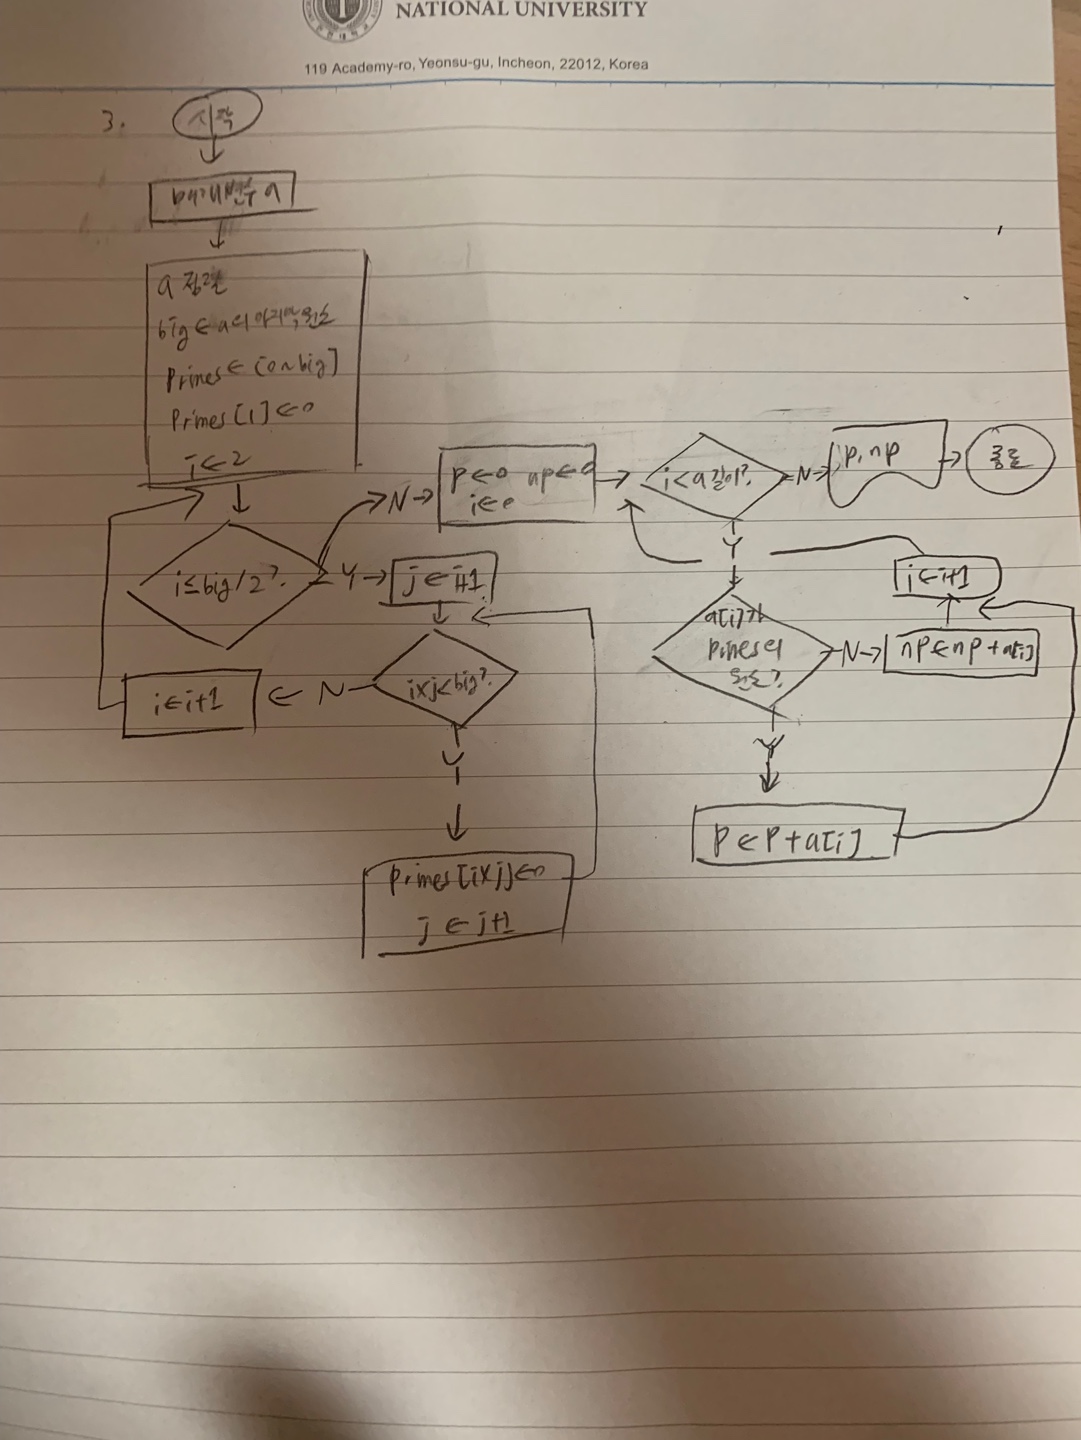 NATIONAL UNIVERSITY
119 Academy-ro, Yeonsu-gu, Incheon, 22012, Korea
3.
시작
매개변수 a
a 정렬
big ← a의 마지막 원소
Primes ← [0~big]
Primes[1] ← 0
i ← 2
i ≤ big/2?
Y
j ← i+1
i×j<big?
N
i ← i+1
Y
primes[i×j] ← 0
j ← j+1
N
p ← 0 np ← 0
i ← 0
i < a 길이?
N
p, np
종료
Y
a[i]가
primes의
원소?
N
np ← np + a[i]
i ← i+1
Y
p ← p + a[i]